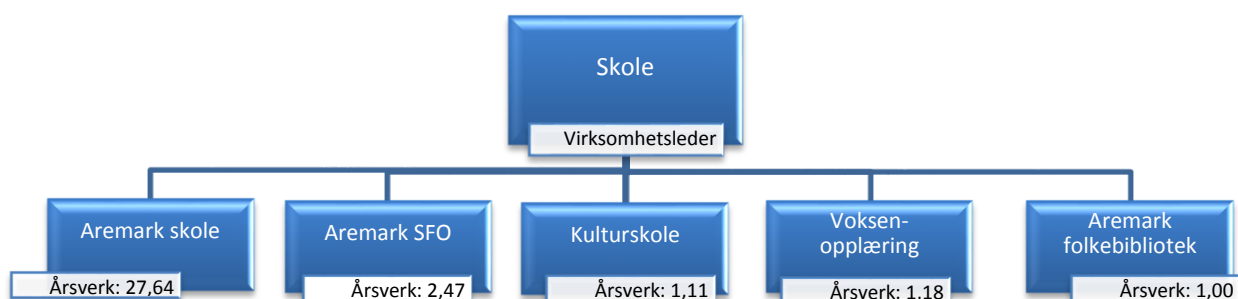 Skole
Virksomhetsleder
Aremark skole
Årsverk: 27,64
Aremark SFO
Årsverk: 2,47
Kulturskole
Årsverk: 1,11
Voksen-
opplæring
Årsverk: 1.18
Aremark
folkebibliotek
Årsverk: 1,00